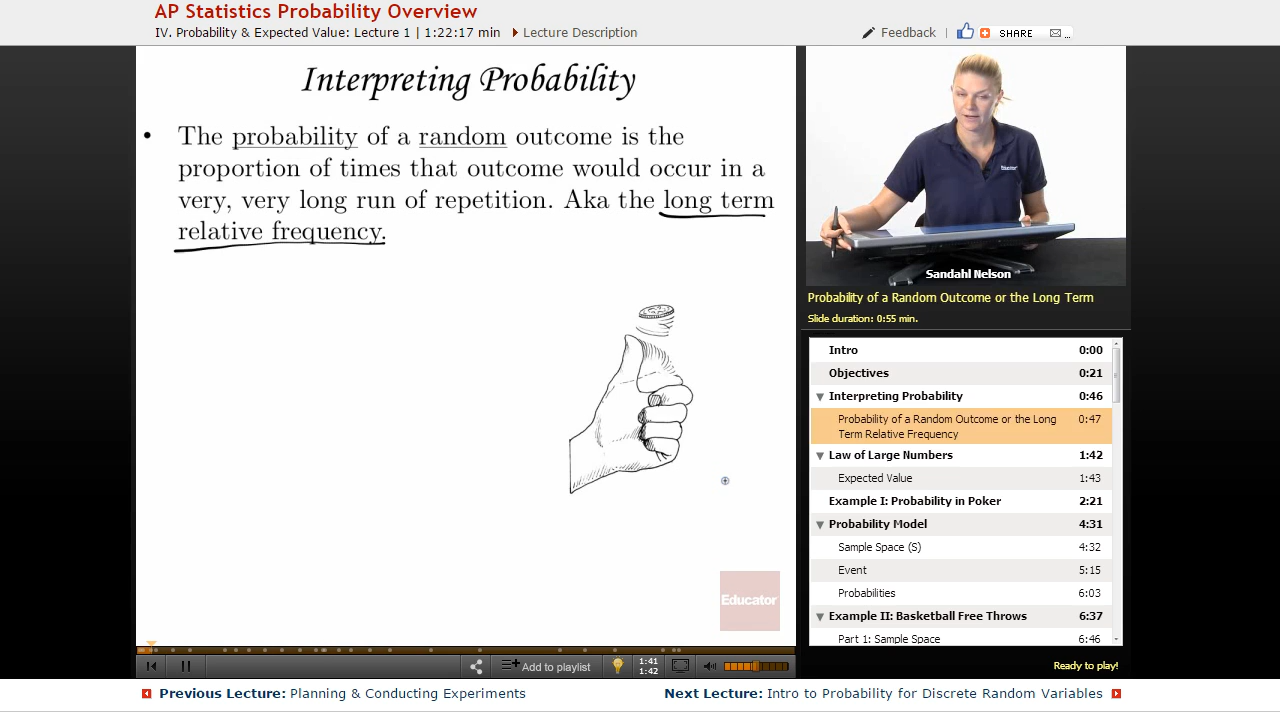 AP Statistics Probability Overview
IV. Probability & Expected Value: Lecture 1 | 1:22:17 min
Lecture Description
Feedback
SHARE
...
Interpreting Probability
• The probability of a random outcome is the
proportion of times that outcome would occur in a
very, very long run of repetition. Aka the long term
relative frequency.
Educator
Educator
Sandahl Nelson
Probability of a Random Outcome or the Long Term
Slide duration: 0:55 min.
Intro 0:00
Objectives 0:21
Interpreting Probability 0:46
Probability of a Random Outcome or the Long 0:47
Term Relative Frequency
Law of Large Numbers 1:42
Expected Value 1:43
Example I: Probability in Poker 2:21
Probability Model 4:31
Sample Space (S) 4:32
Event 5:15
Probabilities 6:03
Example II: Basketball Free Throws 6:37
Part 1: Sample Space 6:46
Add to playlist
1:41
1:42
Ready to play!
Previous Lecture: Planning & Conducting Experiments
Next Lecture: Intro to Probability for Discrete Random Variables